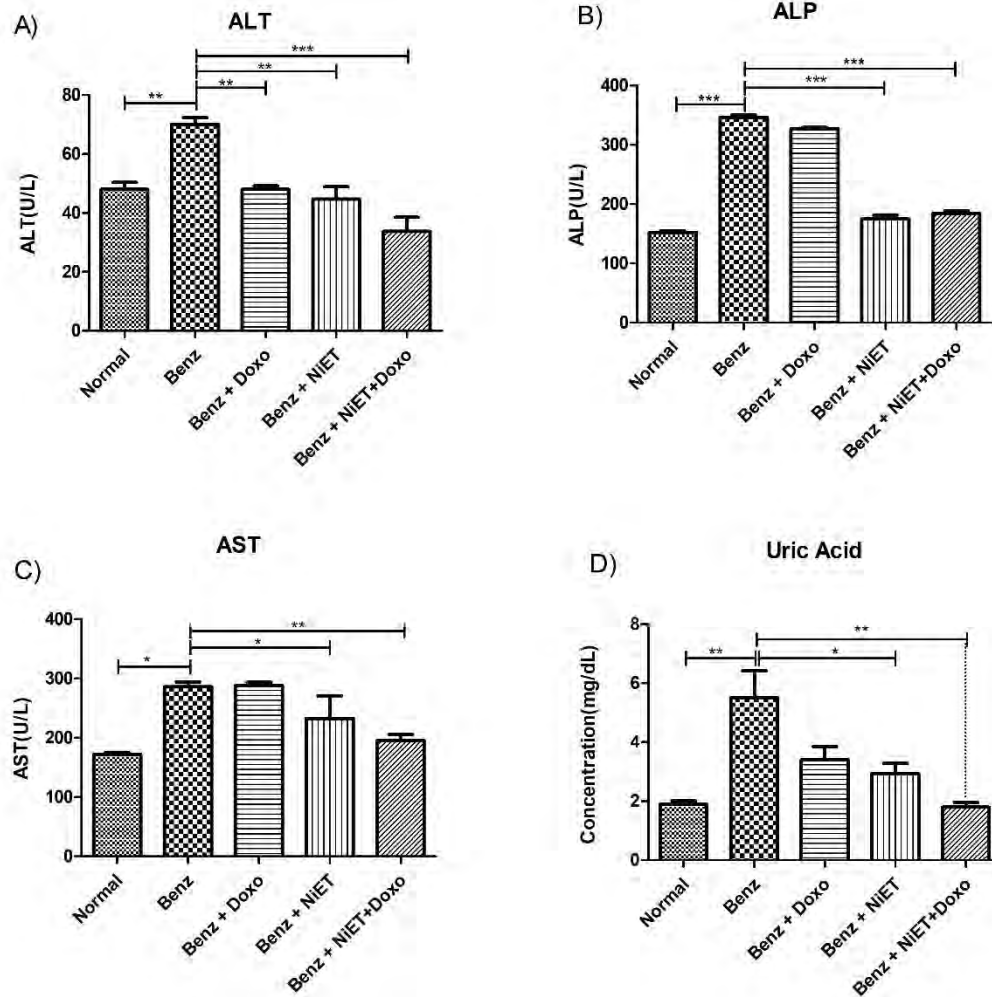 A)
ALT
***
**
**
**
80
60
40
20
0
ALT(U/L)
Normal
Benz
Benz + Doxo
Benz + NiET
Benz + NiET+Doxo
B)
ALP
***
***
***
400
300
200
100
0
ALP(U/L)
Normal
Benz
Benz + Doxo
Benz + NiET
Benz + NiET+Doxo
C)
AST
**
*
*
400
300
200
100
0
AST(U/L)
Normal
Benz
Benz + Doxo
Benz + NiET
Benz + NiET+Doxo
D)
Uric Acid
**
**
*
8
6
4
2
0
Concentration(mg/dL)
Normal
Benz
Benz + Doxo
Benz + NiET
Benz + NiET+Doxo